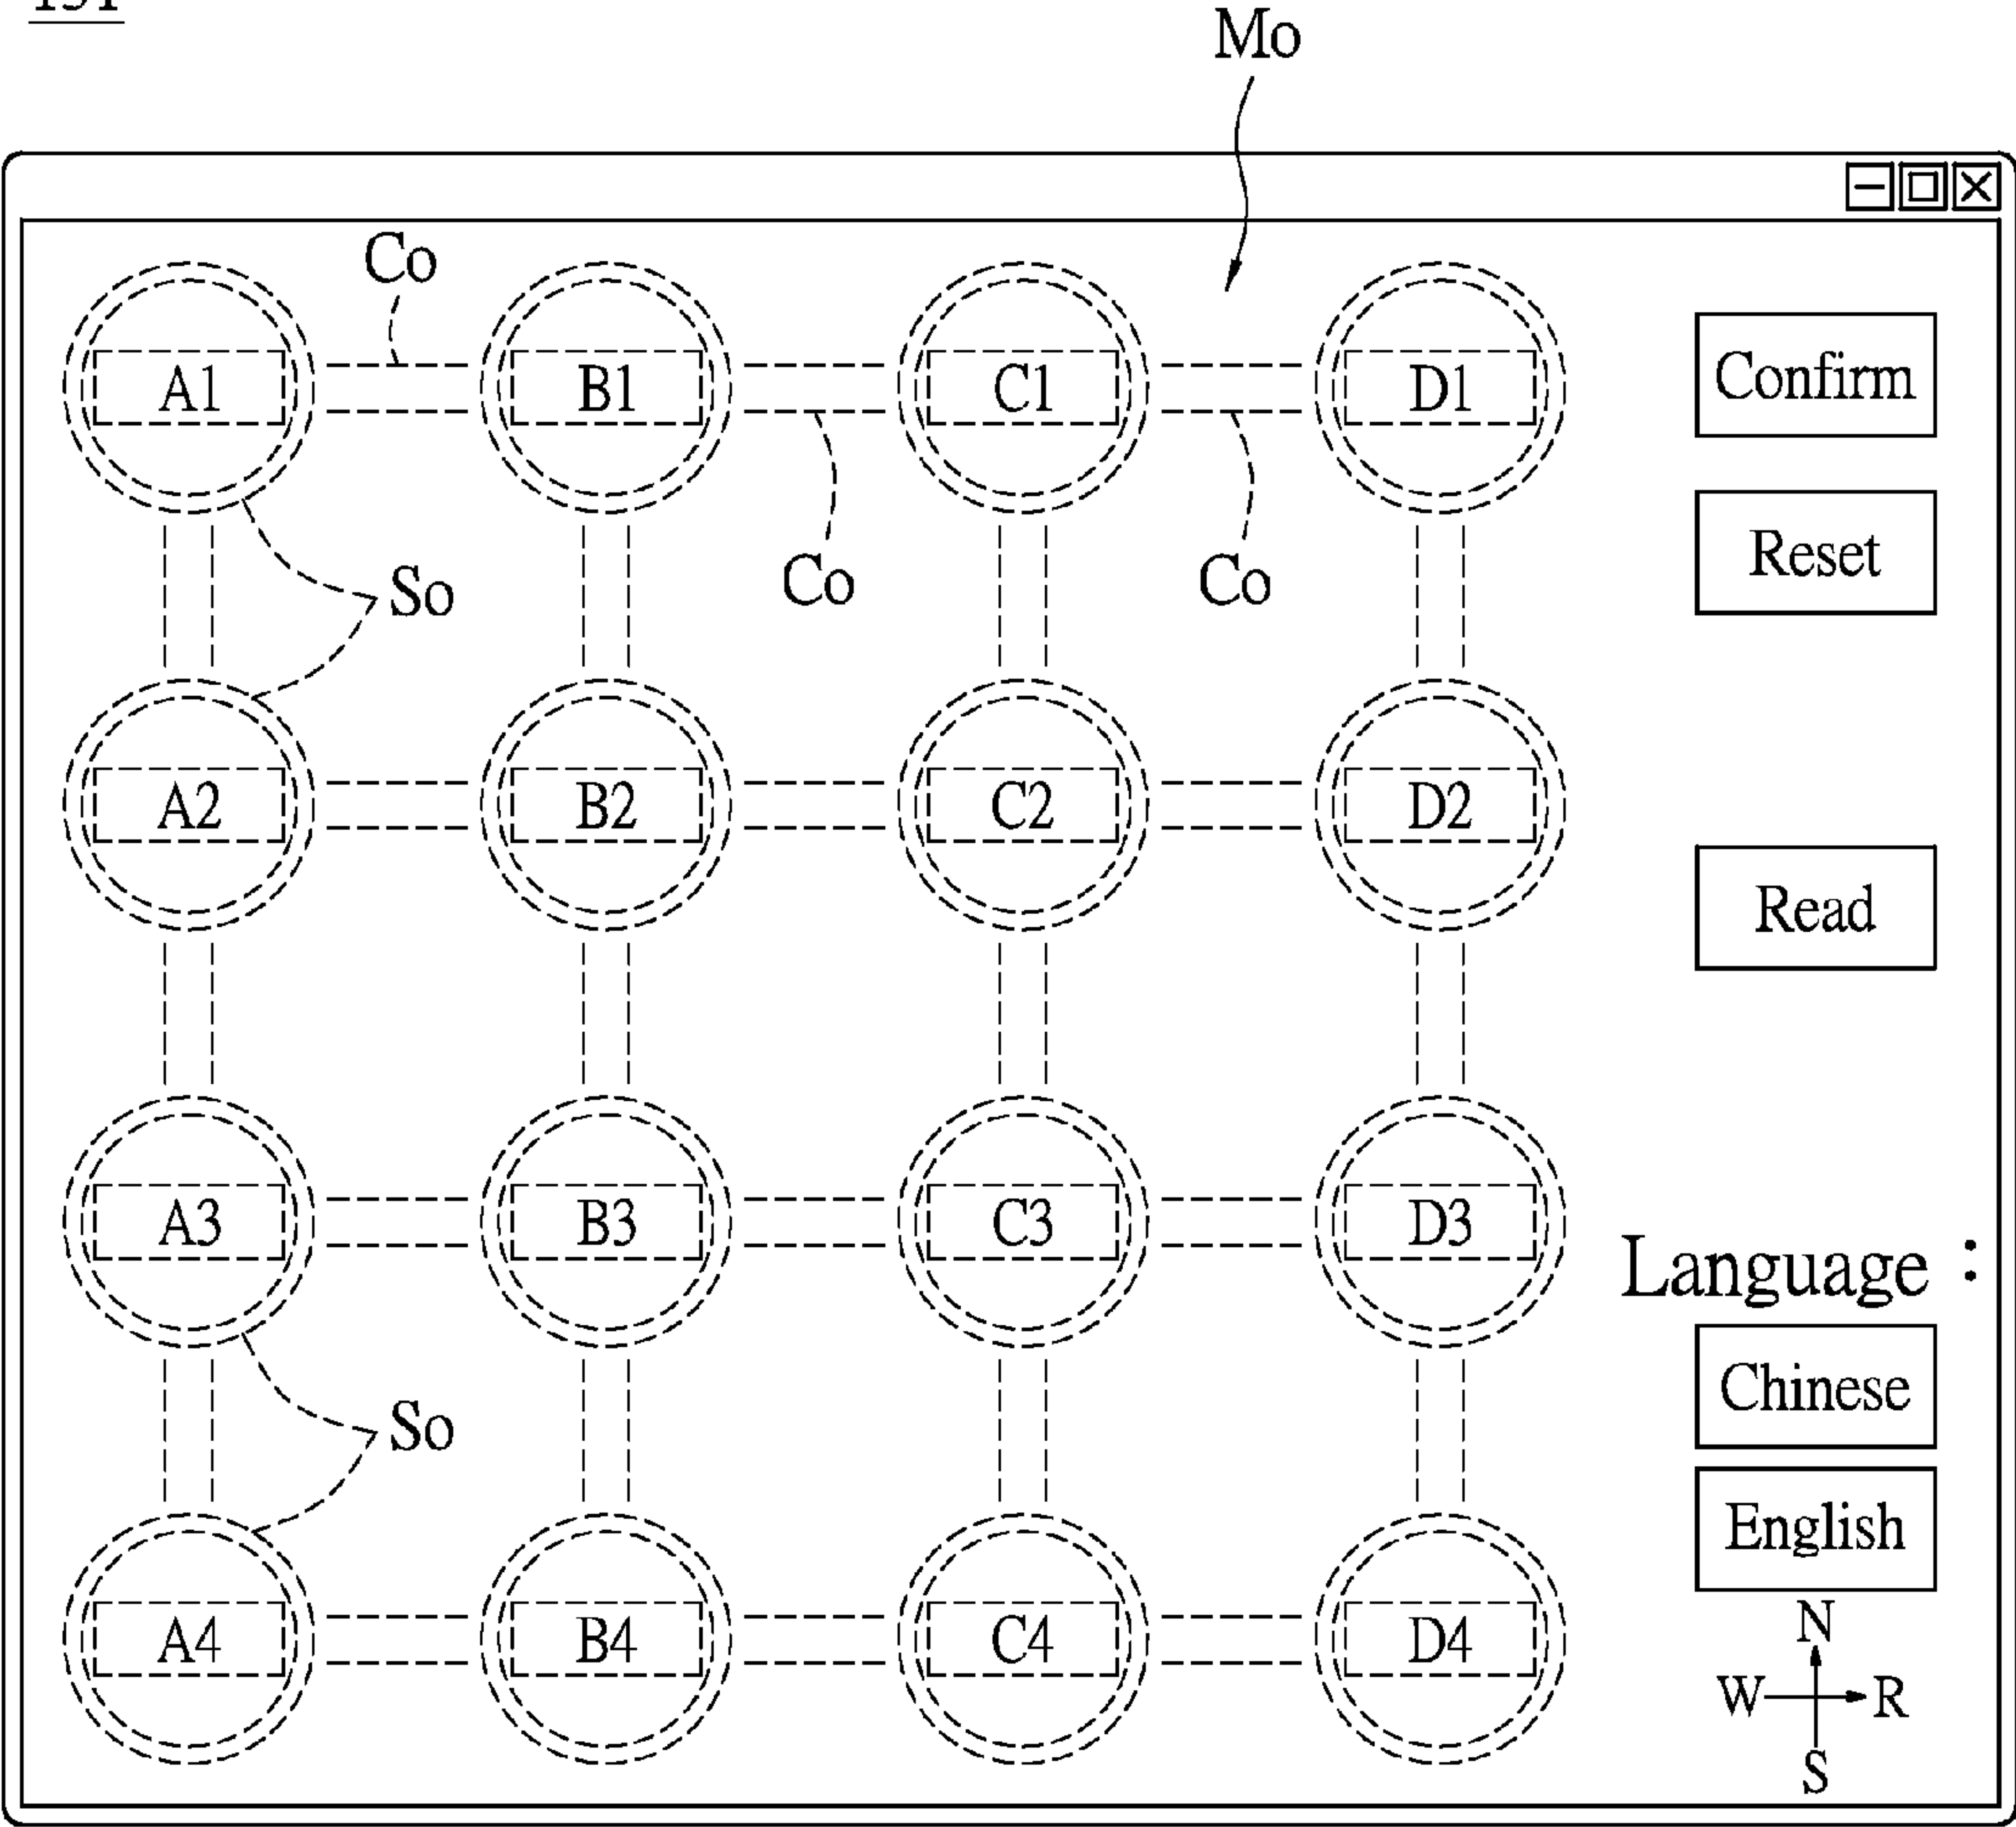 Mo
Co
A1 B1 C1 D1
Confirm
Co Co
Reset
So
A2 B2 C2 D2
Read
A3 B3 C3 D3
Language :
Chinese
So
English
A4 B4 C4 D4
N
W R
S